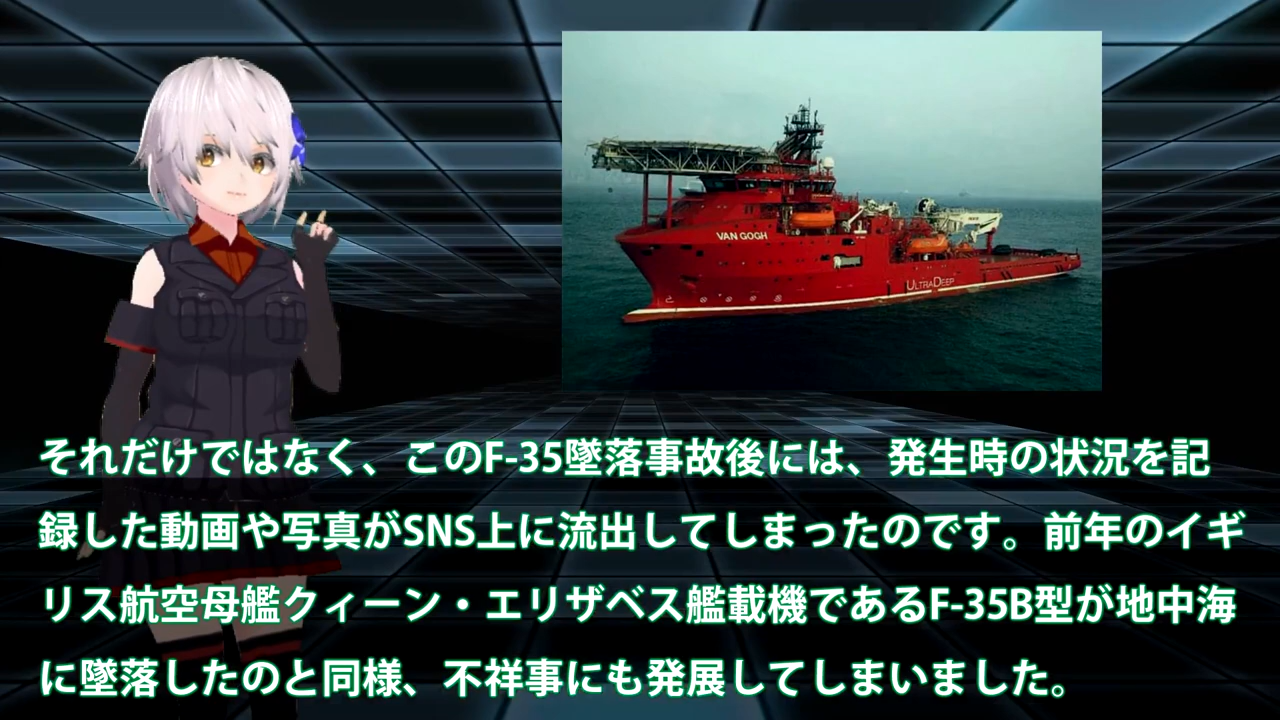 VAN GOGH
ULTRADEEP
それだけではなく、このF-35墜落事故後には、発生時の状況を記
録した動画や写真がSNS上に流出してしまったのです。前年のイギ
リス航空母艦クィーン・エリザベス艦載機であるF-35B型が地中海
に墜落したのと同様、不祥事にも発展してしまいました。